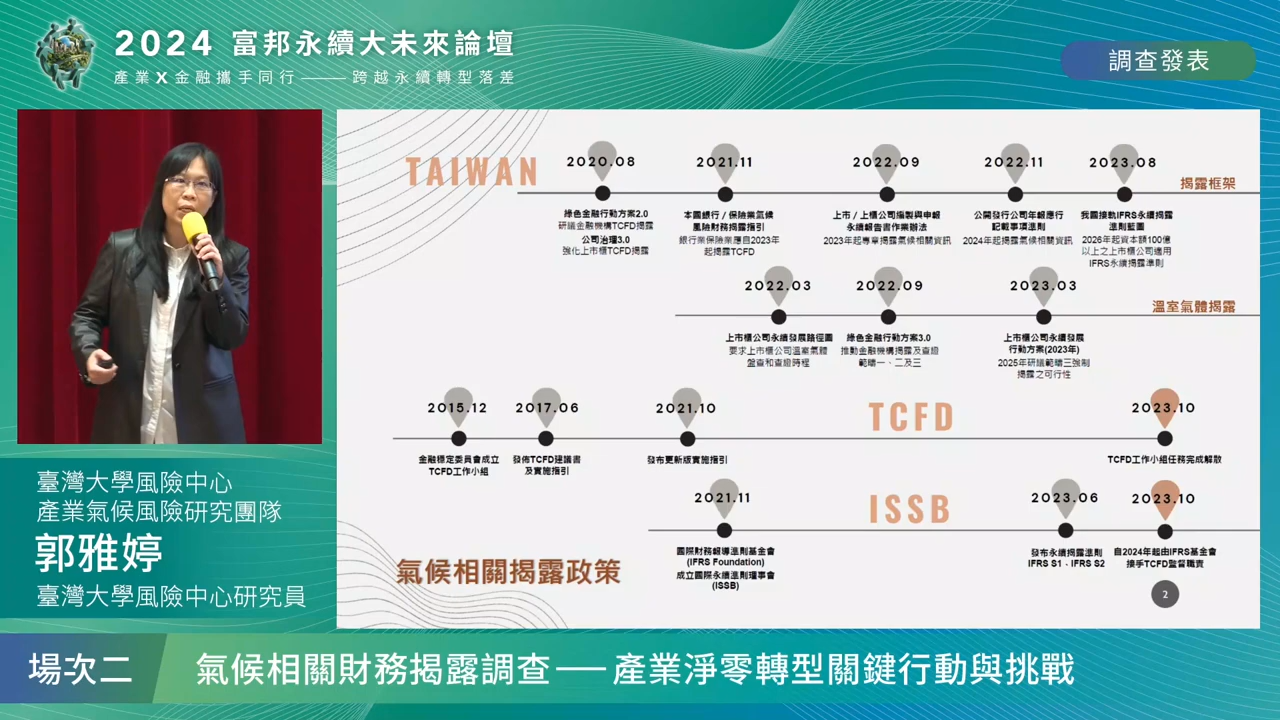 2024 富邦永續大未來論壇
產業X金融攜手同行——跨越永續轉型落差
調查發表
TAIWAN
2020.08
綠色金融行動方案2.0
研議金融機構TCFD揭露
公司治理3.0
強化上市櫃TCFD揭露
2021.11
本國銀行/保險業氣候
風險財務揭露指引
銀行業保險業應自2023年
起揭露TCFD
2022.09
上市/上櫃公司編製與申報
永續報告書作業辦法
2023年起專章揭露氣候相關資訊
2022.11
公開發行公司年報應行
記載事項準則
2024年起揭露氣候相關資訊
2023.08
我國接軌IFRS永續揭露
準則藍圖
2026年起資本額100億
以上之上市櫃公司適用
IFRS永續揭露準則
揭露框架
2022.03
上市櫃公司永續發展路徑圖
要求上市櫃公司溫室氣體
盤查和查證時程
2022.09
綠色金融行動方案3.0
推動金融機構揭露及查證
範疇一、二及三
2023.03
上市櫃公司永續發展
行動方案(2023年)
2025年研議範疇三強制
揭露之可行性
溫室氣體揭露
2015.12
金融穩定委員會成立
TCFD工作小組
2017.06
發佈TCFD建議書
及實施指引
2021.10
發布更新版實施指引
TCFD
2023.10
TCFD工作小組任務完成解散
2021.11
國際財務報導準則基金會
(IFRS Foundation)
成立國際永續準則理事會
(ISSB)
ISSB
2023.06
發布永續揭露準則
IFRS S1、IFRS S2
2023.10
自2024年起由IFRS基金會
接手TCFD監督職責
氣候相關揭露政策
2
臺灣大學風險中心
產業氣候風險研究團隊
郭雅婷
臺灣大學風險中心研究員
場次二
氣候相關財務揭露調查——產業淨零轉型關鍵行動與挑戰